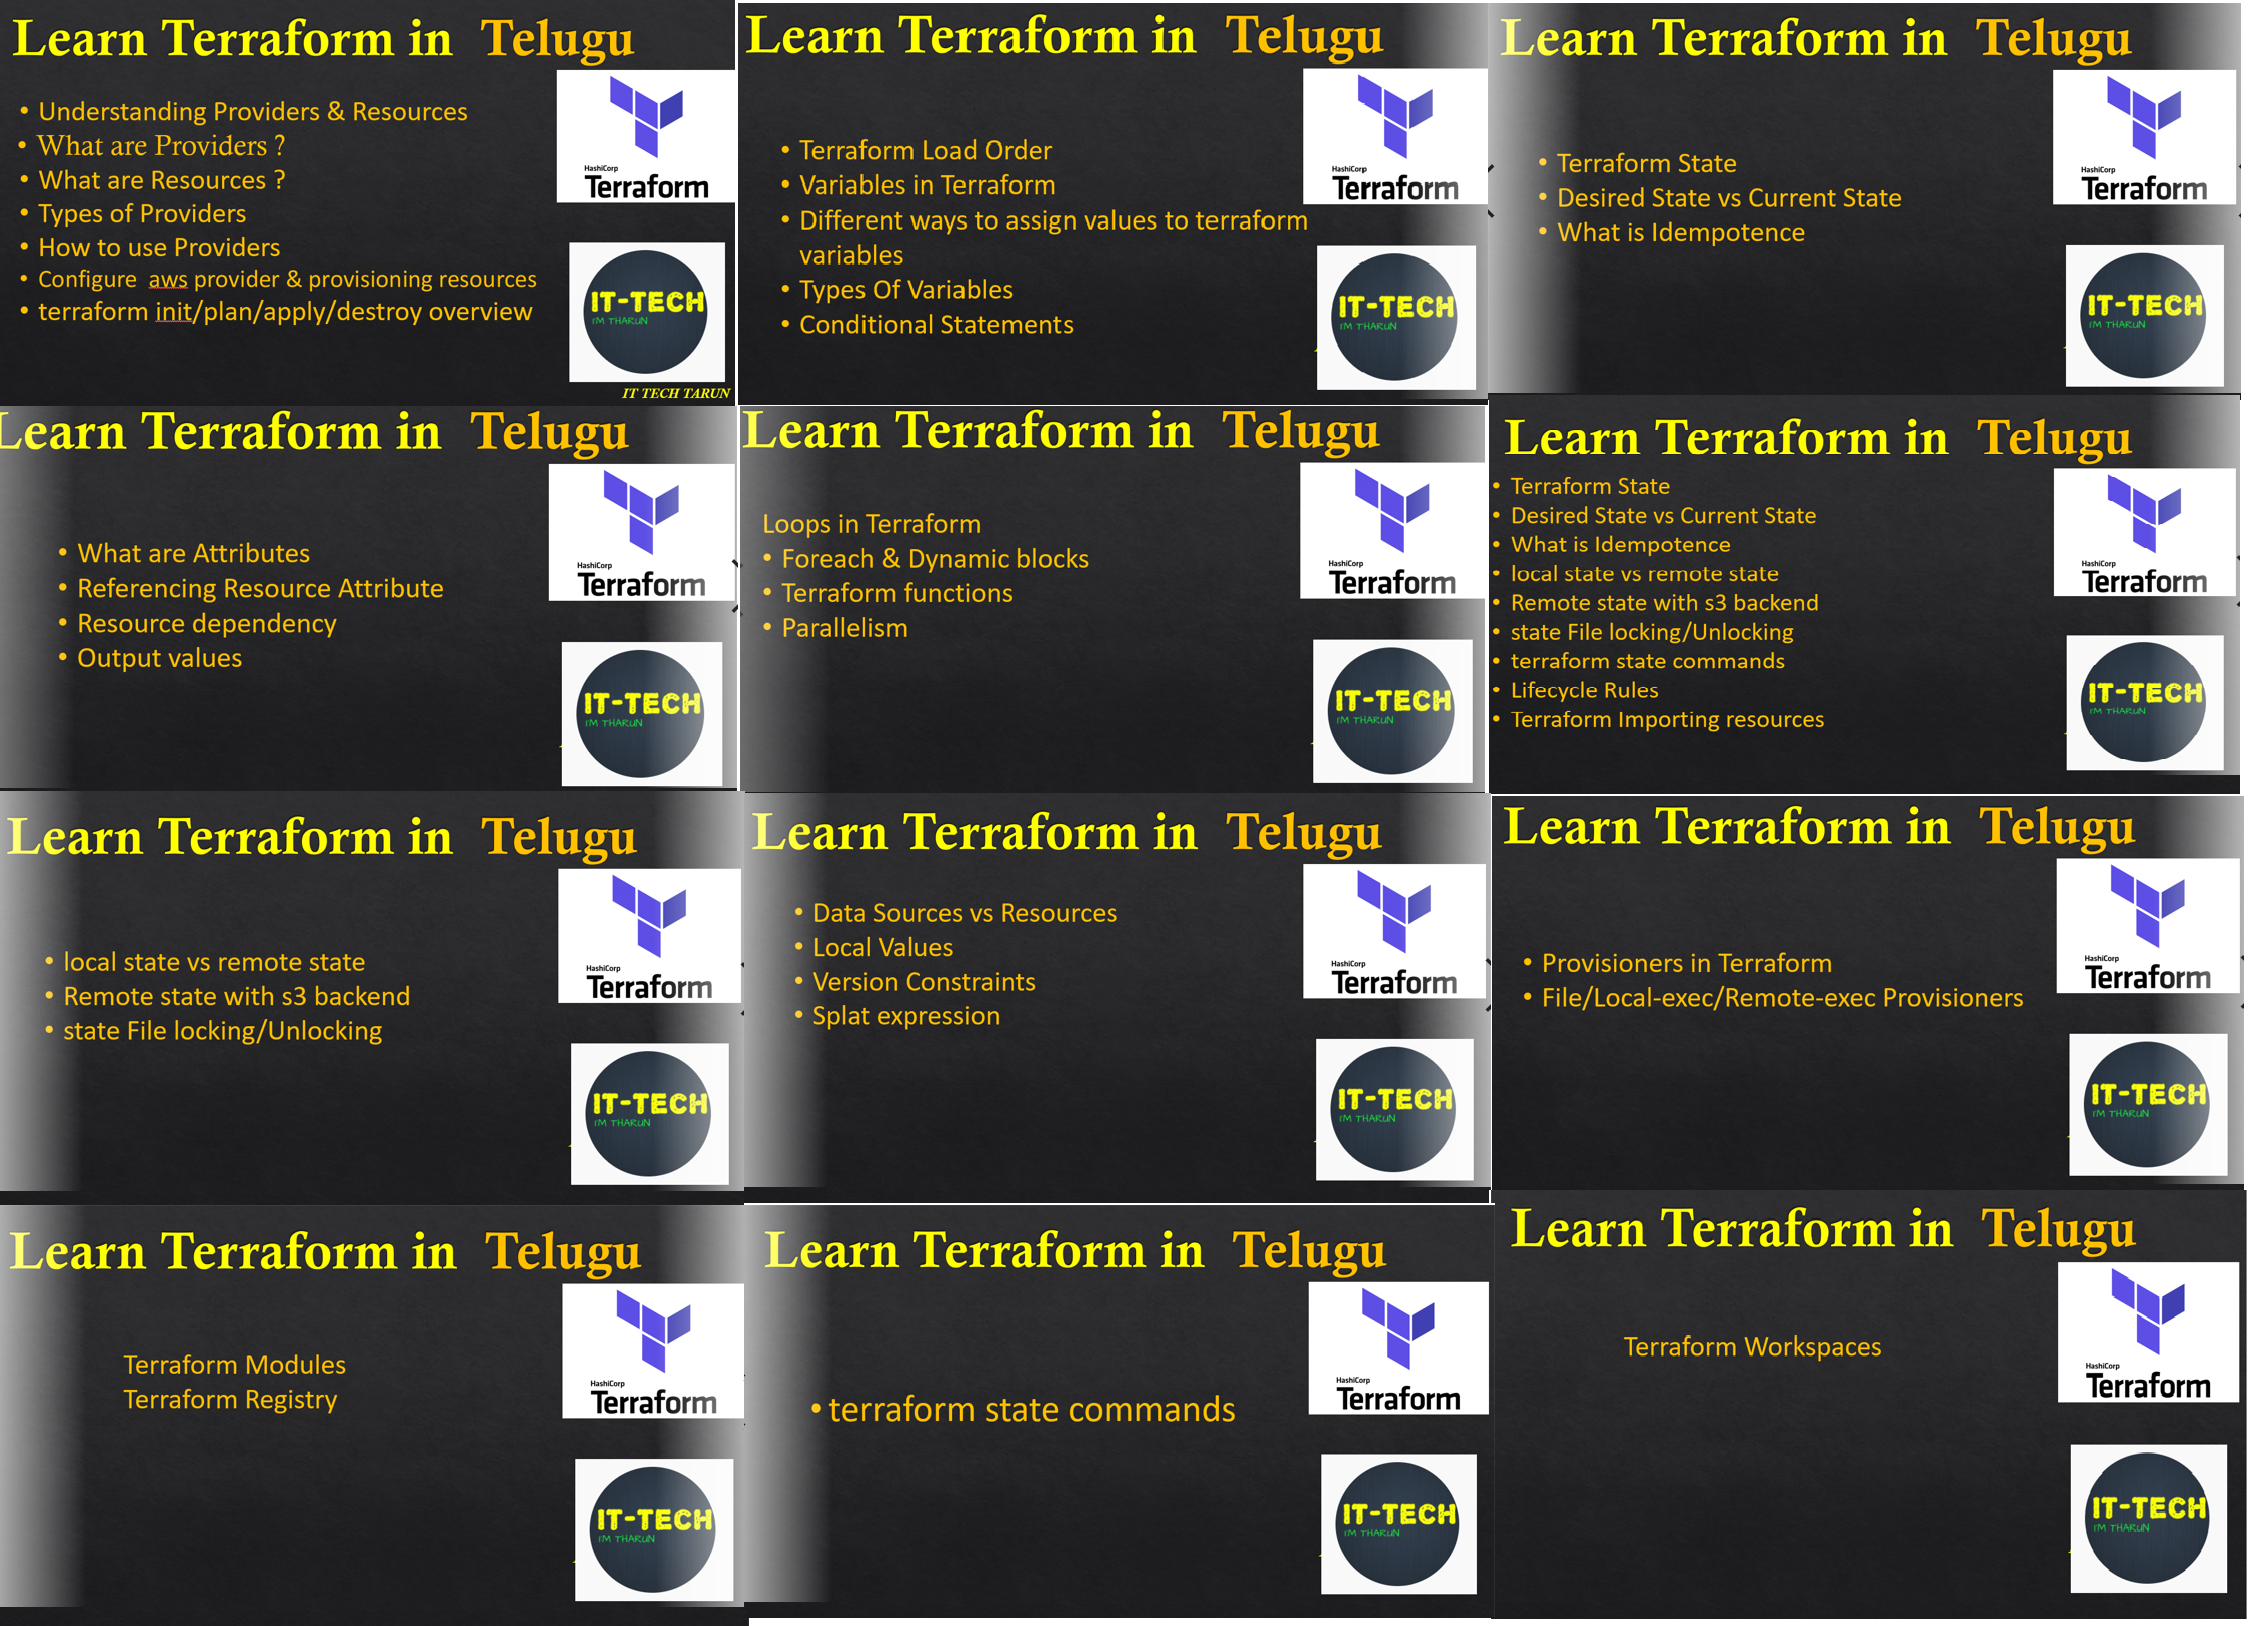 Learn Terraform in Telugu
• Understanding Providers & Resources
• What are Providers ?
• What are Resources ?
• Types of Providers
• How to use Providers
• Configure aws provider & provisioning resources
• terraform init/plan/apply/destroy overview
HashiCorp
Terraform
IT-TECH
I'M THARUN
IT TECH TARUN
Learn Terraform in Telugu
• Terraform Load Order
• Variables in Terraform
• Different ways to assign values to terraform
variables
• Types Of Variables
• Conditional Statements
HashiCorp
Terraform
IT-TECH
I'M THARUN
Learn Terraform in Telugu
• Terraform State
• Desired State vs Current State
• What is Idempotence
HashiCorp
Terraform
IT-TECH
I'M THARUN
Learn Terraform in Telugu
• What are Attributes
• Referencing Resource Attribute
• Resource dependency
• Output values
HashiCorp
Terraform
IT-TECH
I'M THARUN
Learn Terraform in Telugu
Loops in Terraform
• Foreach & Dynamic blocks
• Terraform functions
• Parallelism
HashiCorp
Terraform
IT-TECH
I'M THARUN
Learn Terraform in Telugu
• Terraform State
• Desired State vs Current State
• What is Idempotence
• local state vs remote state
• Remote state with s3 backend
• state File locking/Unlocking
• terraform state commands
• Lifecycle Rules
• Terraform Importing resources
HashiCorp
Terraform
IT-TECH
I'M THARUN
Learn Terraform in Telugu
• local state vs remote state
• Remote state with s3 backend
• state File locking/Unlocking
HashiCorp
Terraform
IT-TECH
I'M THARUN
Learn Terraform in Telugu
• Data Sources vs Resources
• Local Values
• Version Constraints
• Splat expression
HashiCorp
Terraform
IT-TECH
I'M THARUN
Learn Terraform in Telugu
• Provisioners in Terraform
• File/Local-exec/Remote-exec Provisioners
HashiCorp
Terraform
IT-TECH
I'M THARUN
Learn Terraform in Telugu
Terraform Modules
Terraform Registry
HashiCorp
Terraform
IT-TECH
I'M THARUN
Learn Terraform in Telugu
• terraform state commands
HashiCorp
Terraform
IT-TECH
I'M THARUN
Learn Terraform in Telugu
Terraform Workspaces
HashiCorp
Terraform
IT-TECH
I'M THARUN